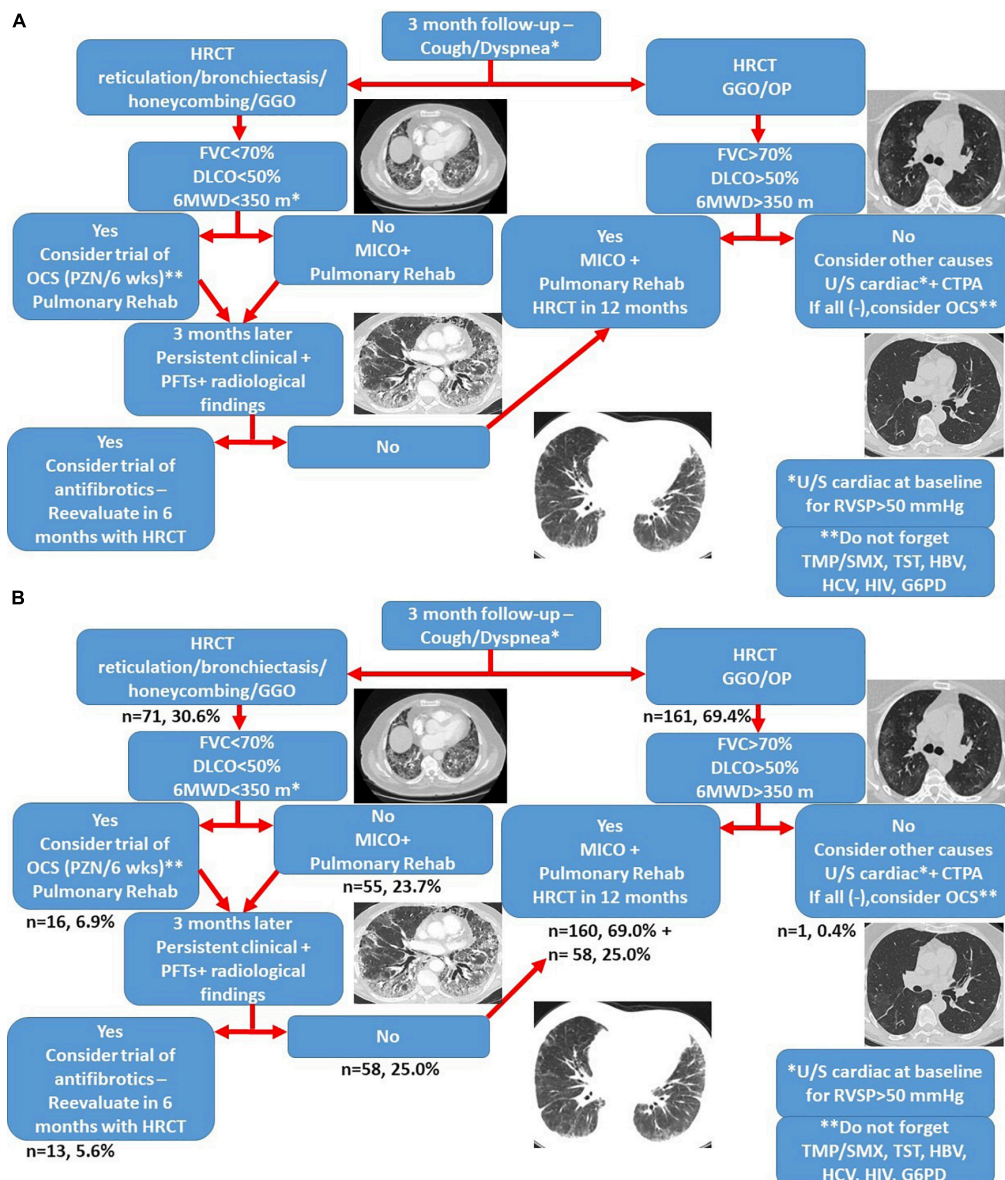 A
3 month follow-up –
Cough/Dyspnea*
HRCT
reticulation/bronchiectasis/
honeycombing/GGO
HRCT
GGO/OP
FVC<70%
DLCO<50%
6MWD<350 m*
FVC>70%
DLCO>50%
6MWD>350 m
Yes
Consider trial of
OCS (PZN/6 wks)**
Pulmonary Rehab
No
MICO+
Pulmonary Rehab
Yes
MICO +
Pulmonary Rehab
HRCT in 12 months
No
Consider other causes
U/S cardiac*+ CTPA
If all (-),consider OCS**
3 months later
Persistent clinical +
PFTs+ radiological
findings
Yes
Consider trial of
antifibrotics –
Reevaluate in 6
months with HRCT
No
*U/S cardiac at baseline
for RVSP>50 mmHg
**Do not forget
TMP/SMX, TST, HBV,
HCV, HIV, G6PD
B
3 month follow-up –
Cough/Dyspnea*
HRCT
reticulation/bronchiectasis/
honeycombing/GGO
n=71, 30.6%
HRCT
GGO/OP
n=161, 69.4%
FVC<70%
DLCO<50%
6MWD<350 m*
FVC>70%
DLCO>50%
6MWD>350 m
Yes
Consider trial of
OCS (PZN/6 wks)**
Pulmonary Rehab
n=16, 6.9%
No
MICO+
Pulmonary Rehab
n=55, 23.7%
Yes
MICO +
Pulmonary Rehab
HRCT in 12 months
n=160, 69.0% +
n= 58, 25.0%
No
Consider other causes
U/S cardiac*+ CTPA
If all (-),consider OCS**
n=1, 0.4%
3 months later
Persistent clinical +
PFTs+ radiological
findings
Yes
Consider trial of
antifibrotics –
Reevaluate in 6
months with HRCT
n=13, 5.6%
No
n=58, 25.0%
*U/S cardiac at baseline
for RVSP>50 mmHg
**Do not forget
TMP/SMX, TST, HBV,
HCV, HIV, G6PD